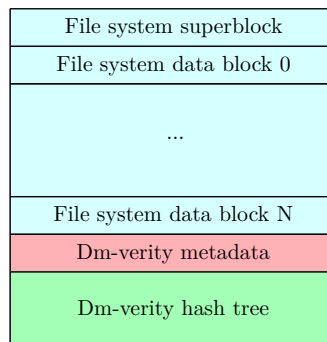 File system superblock
File system data block 0
...
File system data block N
Dm-verity metadata
Dm-verity hash tree